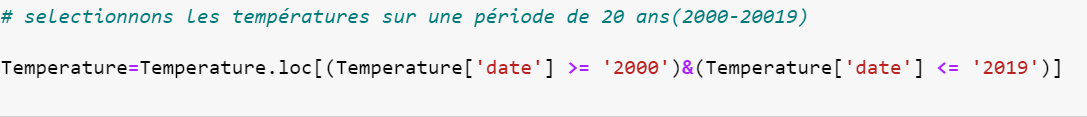 # selectionnons les températures sur une période de 20 ans(2000-20019)
Temperature=Temperature.loc[(Temperature['date'] >= '2000')&(Temperature['date'] <= '2019')]